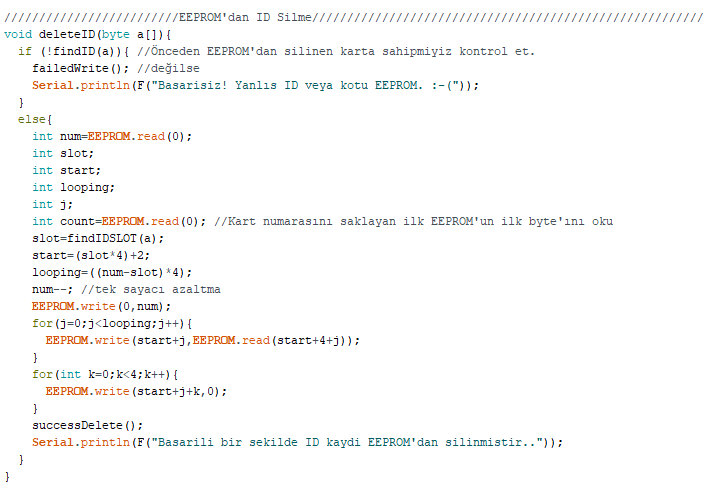 /////////////////////////EEPROM'dan ID Silme////////////////////////////////////////////////////////
void deleteID(byte a[]){
  if (!findID(a)){ //Önceden EEPROM'dan silinen karta sahipmiyiz kontrol et.
    failedWrite(); //değilse
    Serial.println(F("Basarisiz! Yanlıs ID veya kotu EEPROM. :-("));
  }
  else{
    int num=EEPROM.read(0);
    int slot;
    int start;
    int looping;
    int j;
    int count=EEPROM.read(0); //Kart numarasını saklayan ilk EEPROM'un ilk byte'ını oku
    slot=findIDSLOT(a);
    start=(slot*4)+2;
    looping=((num-slot)*4);
    num--; //tek sayacı azaltma
    EEPROM.write(0,num);
    for(j=0;j<looping;j++){
      EEPROM.write(start+j,EEPROM.read(start+4+j));
    }
    for(int k=0;k<4;k++){
      EEPROM.write(start+j+k,0);
    }
    successDelete();
    Serial.println(F("Basarili bir sekilde ID kaydi EEPROM'dan silinmistir.."));
  }
}